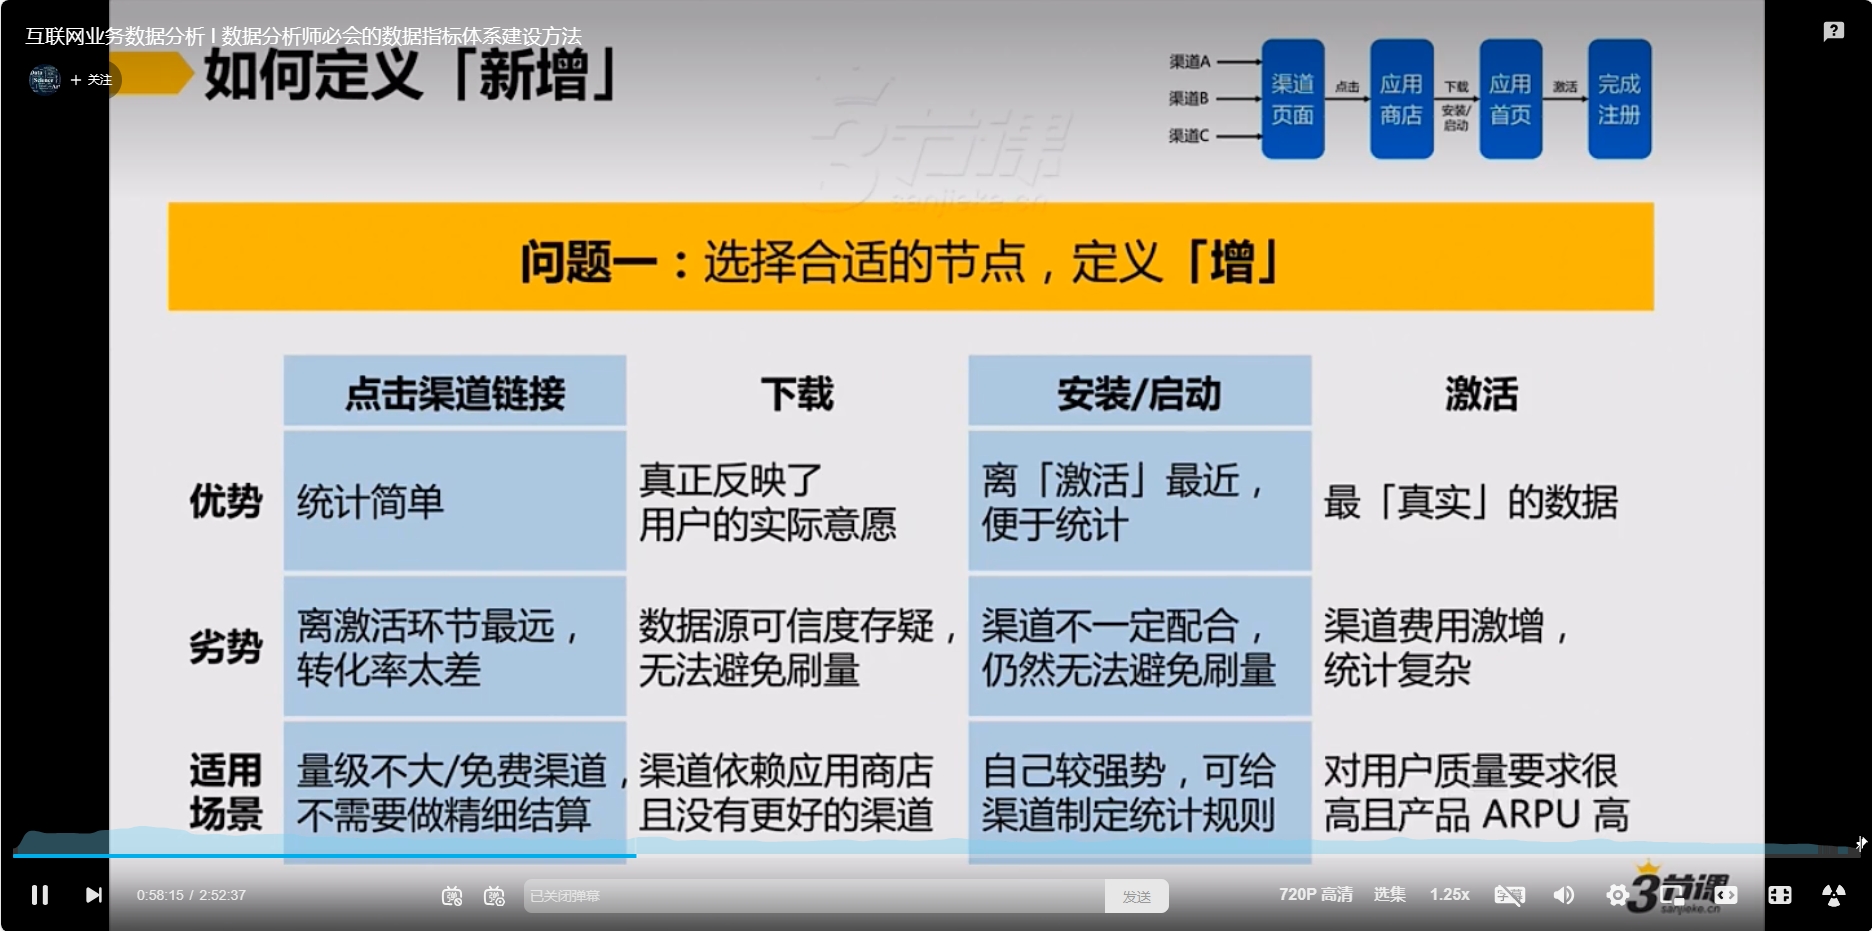 互联网业务数据分析 | 数据分析师必会的数据指标体系建设方法
+ 关注
如何定义「新增」
渠道A
渠道B
渠道C
渠道
页面
点击
应用
商店
下载
安装/
启动
应用
首页
激活
完成
注册
3节课
sanjieke.cn
问题一：选择合适的节点，定义「增」
点击渠道链接 下载 安装/启动 激活
优势
统计简单
真正反映了
用户的实际意愿
离「激活」最近，
便于统计
最「真实」的数据
劣势
离激活环节最远，
转化率太差
数据源可信度存疑，
无法避免刷量
渠道不一定配合，
仍然无法避免刷量
渠道费用激增，
统计复杂
适用
场景
量级不大/免费渠道，
不需要做精细结算
渠道依赖应用商店
且没有更好的渠道
自己较强势，可给
渠道制定统计规则
对用户质量要求很
高且产品 ARPU 高
0:58:15 / 2:52:37
已关闭弹幕
发送
720P 高清
选集
1.25x
3节课
sanjieke.cn